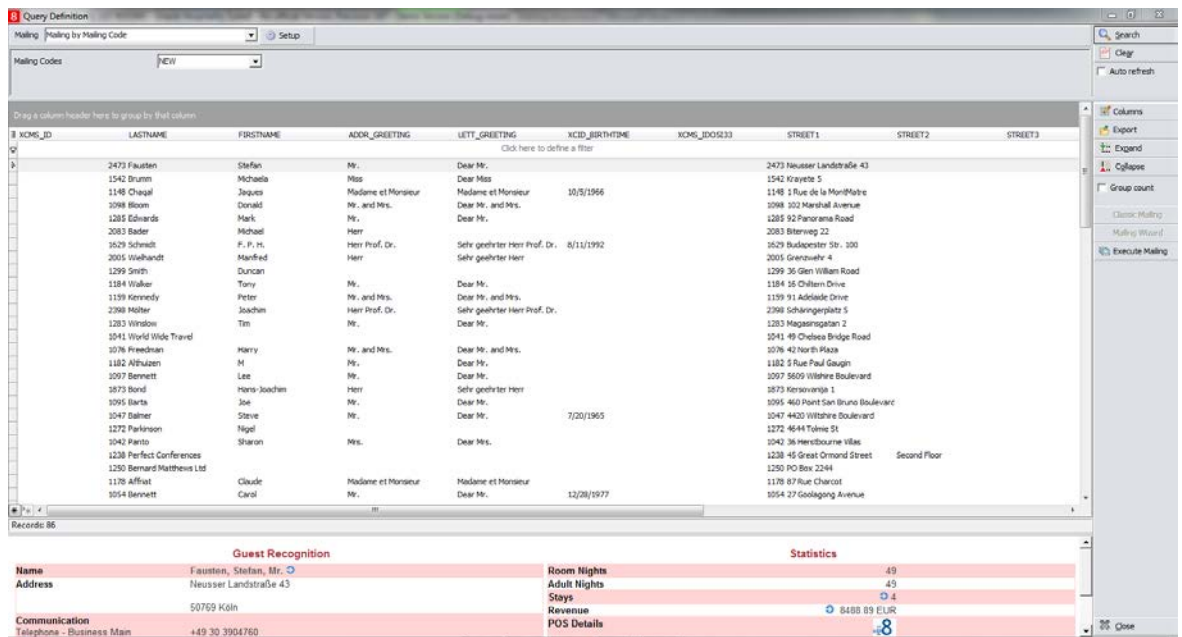 Query Definition
Mailing Mailing by Mailing Code Setup
Mailing Codes NEW
Search
Clear
Auto refresh
Columns
Export
Expand
Collapse
Group count
Classic Mailing
Mailing Wizard
Execute Mailing
Close
Drag a column header here to group by that column
XCMS_ID LASTNAME FIRSTNAME ADDR_GREETING LETT_GREETING XCID_BIRTHTIME XCMS_IDOSI33 STREET1 STREET2 STREET3
Click here to define a filter
2473 Fausten Stefan Mr. Dear Mr. 2473 Neusser Landstraße 43
1542 Brumm Michaela Miss Dear Miss 1542 Krayete 5
1148 Chagal Jaques Madame et Monsieur Madame et Monsieur 10/5/1966 1148 1 Rue de la MontMatre
1098 Bloom Donald Mr. and Mrs. Dear Mr. and Mrs. 1098 102 Marshall Avenue
1285 Edwards Mark Mr. Dear Mr. 1285 92 Panorama Road
2083 Bader Michael Herr 2083 Biterweg 22
1629 Schmidt F. P. H. Herr Prof. Dr. Sehr geehrter Herr Prof. Dr. 8/11/1992 1629 Budapester Str. 100
2005 Wielhandt Manfred Herr Sehr geehrter Herr 2005 Grenzwehr 4
1299 Smith Duncan 1299 36 Glen William Road
1184 Walker Tony Mr. Dear Mr. 1184 16 Chiltern Drive
1159 Kennedy Peter Mr. and Mrs. Dear Mr. and Mrs. 1159 91 Adelaide Drive
2398 Mölter Joachim Herr Prof. Dr. Sehr geehrter Herr Prof. Dr. 2398 Schäringerplatz 5
1283 Winslow Tim Mr. Dear Mr. 1283 Magasinsgatan 2
1041 World Wide Travel 1041 49 Chelsea Bridge Road
1076 Freedman Harry Mr. and Mrs. Dear Mr. and Mrs. 1076 42 North Plaza
1182 Althuizen M Mr. Dear Mr. 1182 5 Rue Paul Gaugin
1097 Bennett Lee Mr. Dear Mr. 1097 5609 Wilshire Boulevard
1873 Bond Hans-Joachim Herr Sehr geehrter Herr 1873 Kersovanija 1
1095 Barta Joe Mr. Dear Mr. 1095 460 Point San Bruno Boulevard
1047 Balmer Steve Mr. Dear Mr. 7/20/1965 1047 4420 Wiltshire Boulevard
1272 Parkinson Nigel 1272 4644 Tolmie St
1042 Panto Sharon Mrs. Dear Mrs. 1042 36 Herstbourne Villas
1238 Perfect Conferences 1238 45 Great Ormond Street Second Floor
1250 Bernard Matthews Ltd 1250 PO Box 2244
1178 Affriat Claude Madame et Monsieur Madame et Monsieur 1178 87 Rue Charcot
1054 Bennett Carol Mr. Dear Mr. 12/28/1977 1054 27 Goolagong Avenue
Records: 86
Guest Recognition Statistics
Name Fausten, Stefan, Mr. Room Nights 49
Address Neusser Landstraße 43 Adult Nights 49
Stays 4
50769 Köln Revenue 8488.89 EUR
Communication POS Details 8
Telephone - Business Main +49 30 3904760